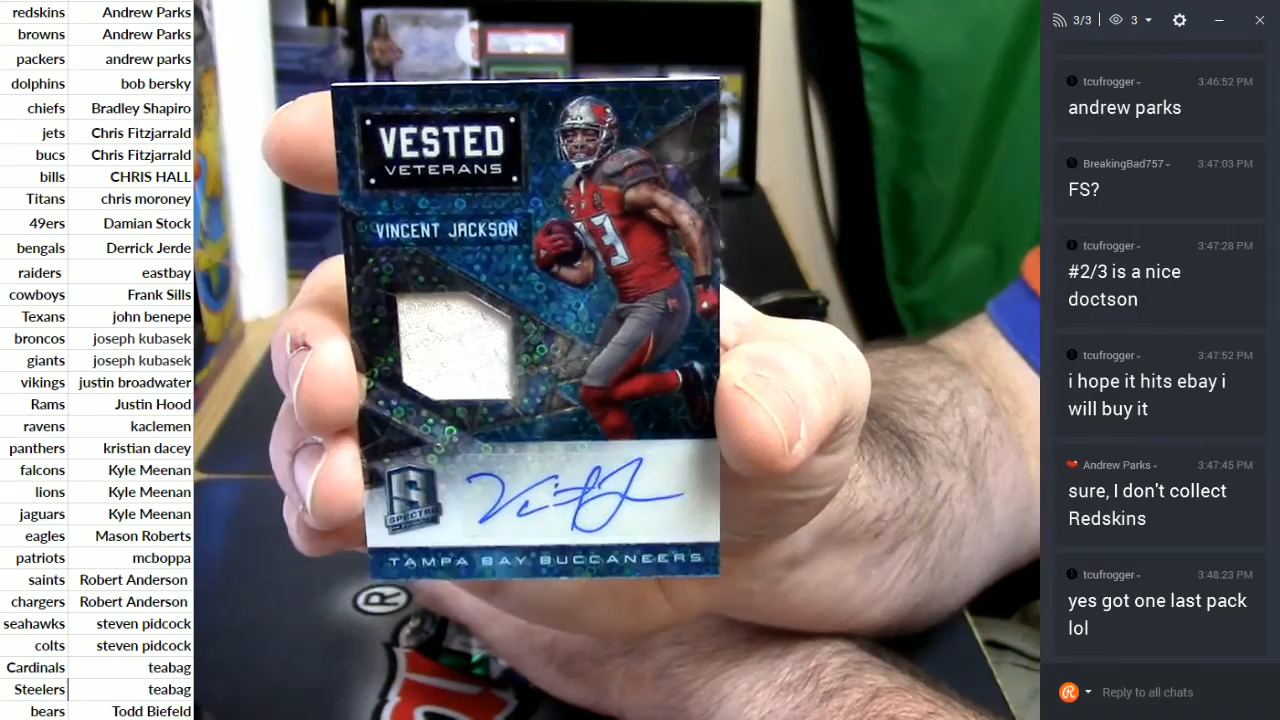 redskins Andrew Parks
browns Andrew Parks
packers andrew parks
dolphins bob bersky
chiefs Bradley Shapiro
jets Chris Fitzjarrald
bucs Chris Fitzjarrald
bills CHRIS HALL
Titans chris moroney
49ers Damian Stock
bengals Derrick Jerde
raiders eastbay
cowboys Frank Sills
Texans john benepe
broncos joseph kubasek
giants joseph kubasek
vikings justin broadwater
Rams Justin Hood
ravens kaclemen
panthers kristian dacey
falcons Kyle Meenan
lions Kyle Meenan
jaguars Kyle Meenan
eagles Mason Roberts
patriots mcboppa
saints Robert Anderson
chargers Robert Anderson
seahawks steven pidcock
colts steven pidcock
Cardinals teabag
Steelers teabag
bears Todd Biefeld
VESTED
VETERANS
VINCENT JACKSON
13
SPECTRA
TAMPA BAY BUCCANEERS
®
3/3 3
tcufrogger 3:46:52 PM
andrew parks
BreakingBad757 3:47:03 PM
FS?
tcufrogger 3:47:28 PM
#2/3 is a nice
doctson
tcufrogger 3:47:52 PM
i hope it hits ebay i
will buy it
Andrew Parks 3:47:45 PM
sure, I don't collect
Redskins
tcufrogger 3:48:23 PM
yes got one last pack
lol
Reply to all chats